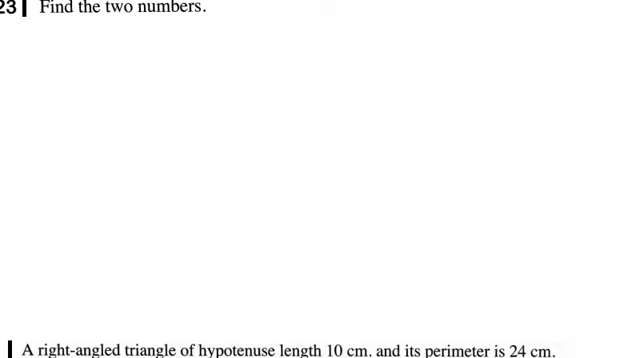 23 | Find the two numbers.
A right-angled triangle of hypotenuse length 10 cm. and its perimeter is 24 cm.